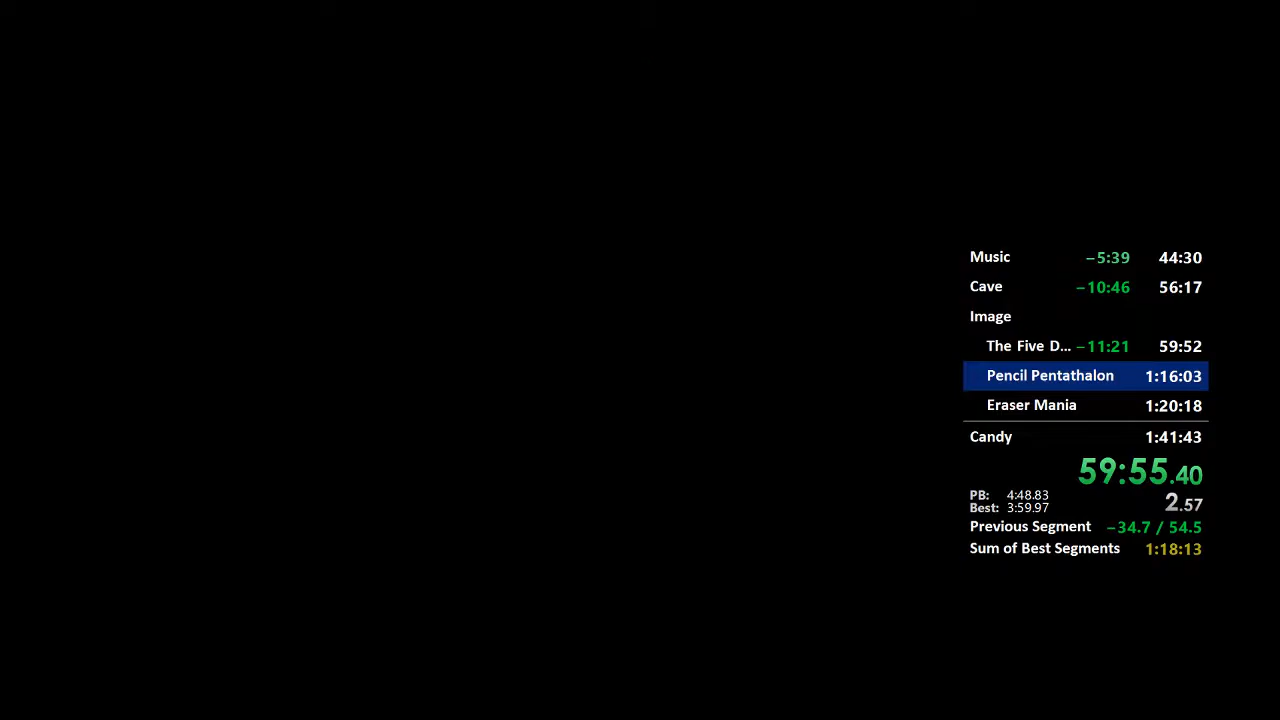 Music −5:39 44:30
Cave −10:46 56:17
Image
The Five D... −11:21 59:52
Pencil Pentathalon 1:16:03
Eraser Mania 1:20:18
Candy 1:41:43
59:55.40
PB: 4:48.83
Best: 3:59.97 2.57
Previous Segment −34.7 / 54.5
Sum of Best Segments 1:18:13